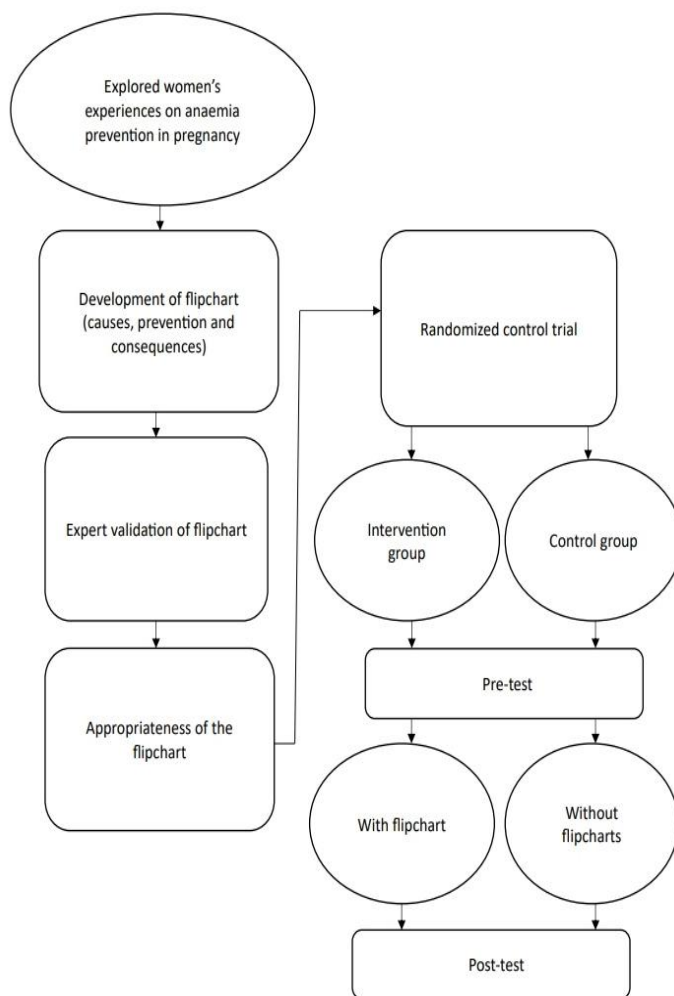 Explored women’s
experiences on anaemia
prevention in pregnancy
Development of flipchart
(causes, prevention and
consequences)
Expert validation of flipchart
Appropriateness of the
flipchart
Randomized control trial
Intervention
group
Control group
Pre-test
With flipchart
Without
flipcharts
Post-test